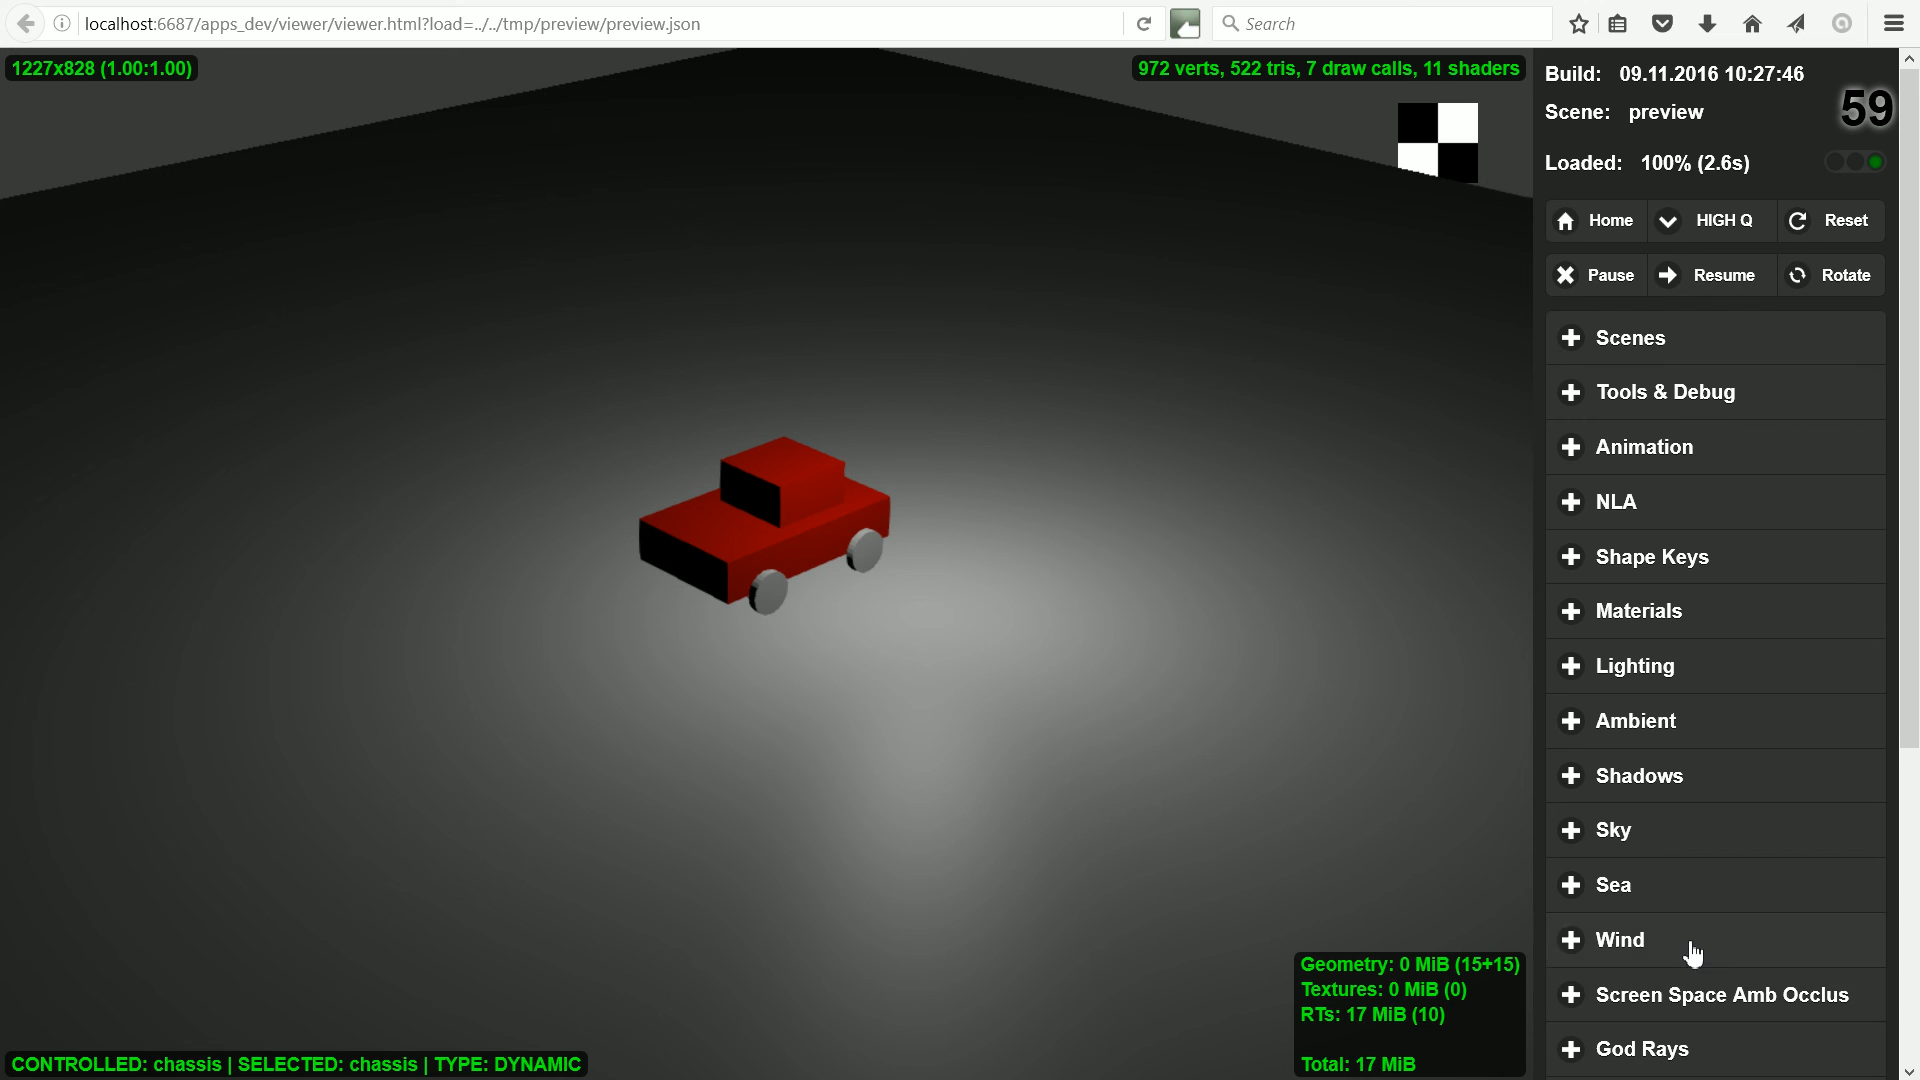 localhost:6687/apps_dev/viewer/viewer.html?load=../../tmp/preview/preview.json
Search
1227x828 (1.00:1.00)
972 verts, 522 tris, 7 draw calls, 11 shaders
Build: 09.11.2016 10:27:46
Scene: preview
59
Loaded: 100% (2.6s)
Home
HIGH Q
Reset
Pause
Resume
Rotate
Scenes
Tools & Debug
Animation
NLA
Shape Keys
Materials
Lighting
Ambient
Shadows
Sky
Sea
Wind
Screen Space Amb Occlus
God Rays
Geometry: 0 MiB (15+15)
Textures: 0 MiB (0)
RTs: 17 MiB (10)
Total: 17 MiB
CONTROLLED: chassis | SELECTED: chassis | TYPE: DYNAMIC